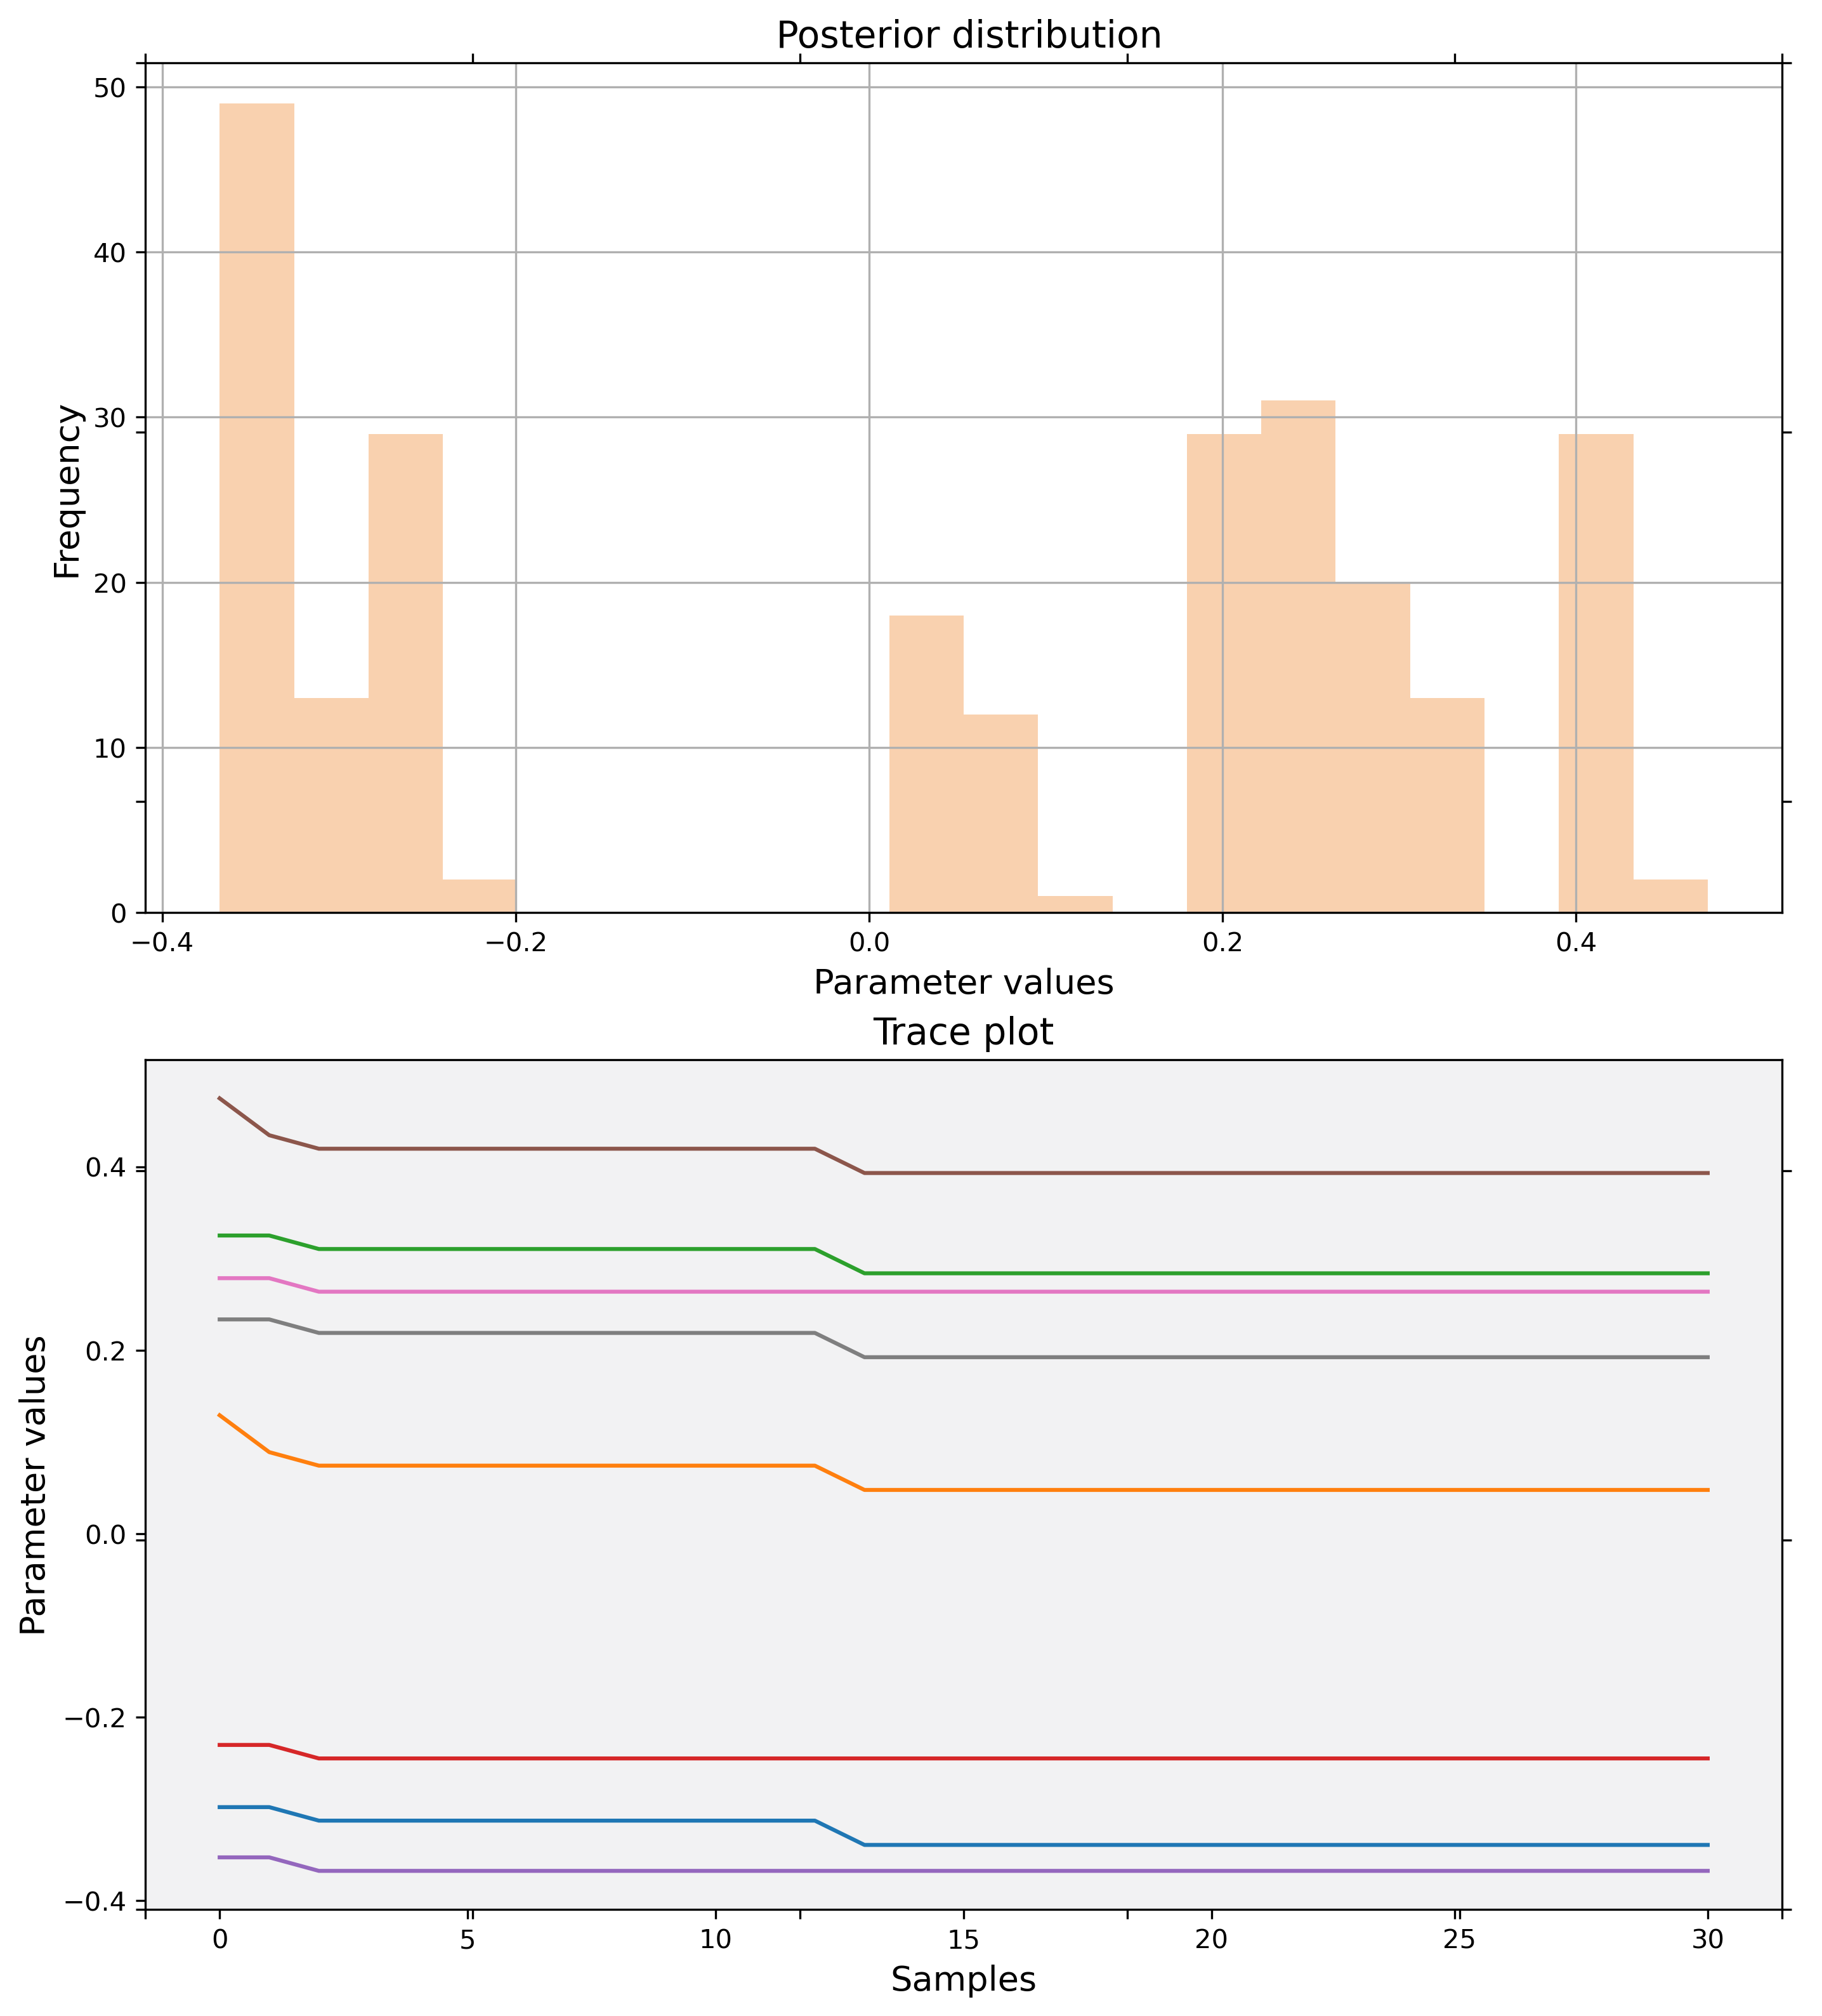 Posterior distribution
50
40
30
20
10
0
Frequency
−0.4 −0.2 0.0 0.2 0.4
Parameter values
Trace plot
0.4
0.2
0.0
−0.2
−0.4
Parameter values
0 5 10 15 20 25 30
Samples